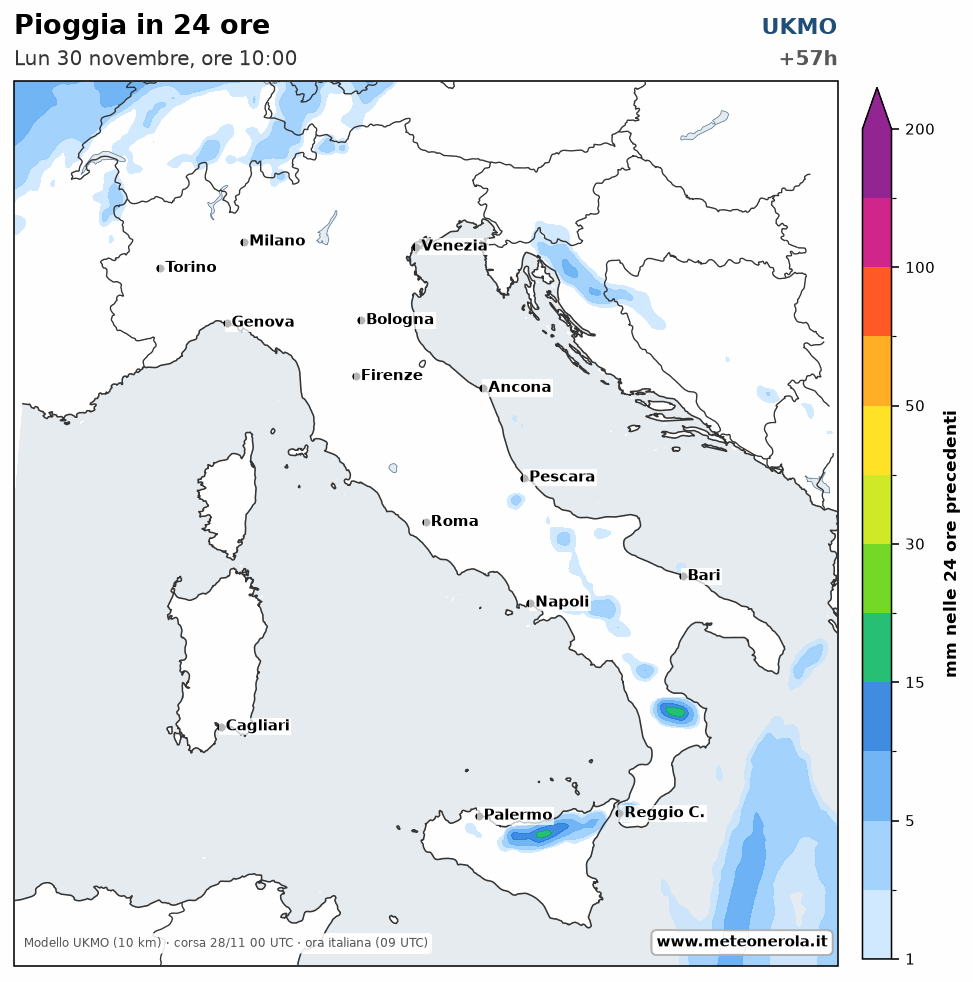 Pioggia in 24 ore
UKMO
Lun 30 novembre, ore 10:00
+57h
200
100
50
30
15
5
1
mm nelle 24 ore precedenti
Milano
Venezia
Torino
Genova
Bologna
Firenze
Ancona
Pescara
Roma
Bari
Napoli
Cagliari
Palermo
Reggio C.
Modello UKMO (10 km) · corsa 28/11 00 UTC · ora italiana (09 UTC)
www.meteonerola.it